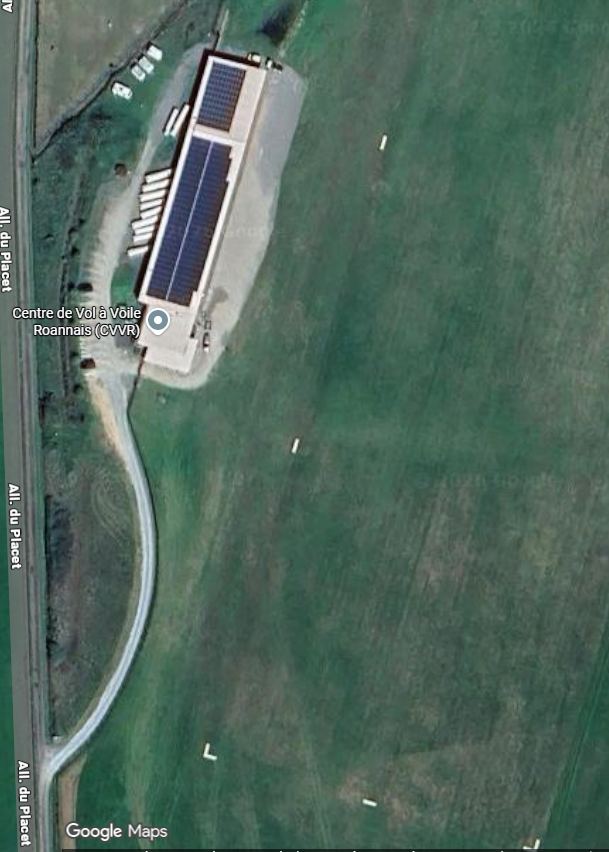 All. du Placet
Centre de Vol à Voile
Roannais (CVVR)
All. du Placet
All. du Placet
Google Maps